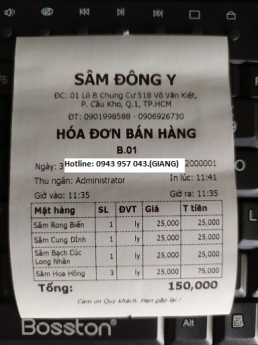 SÂM ĐÔNG Y
ĐC: 01 Lô B Chung Cư 518 Võ Văn Kiệt,
P. Cầu Kho, Q.1, TP.HCM
ĐT: 0901998588 - 0906926730
HÓA ĐƠN BÁN HÀNG
B.01
Ngày: 3 Hotline: 0943 957 043.(GIANG) 2000001
Thu ngân: Administrator In lúc: 11:41
Giờ vào: 11:35 Giờ ra: 11:35
Mặt hàng SL ĐVT Giá T tiền
Sâm Rong Biển 1 ly 25,000 25,000
Sâm Cung Đình 1 ly 25,000 25,000
Sâm Bạch Cúc 1 ly 25,000 25,000
Long Nhãn
Sâm Hoa Hồng 3 ly 25,000 75,000
Tổng: 150,000
Cảm ơn Quý khách. Hẹn gặp lại!
Bosston
Alt